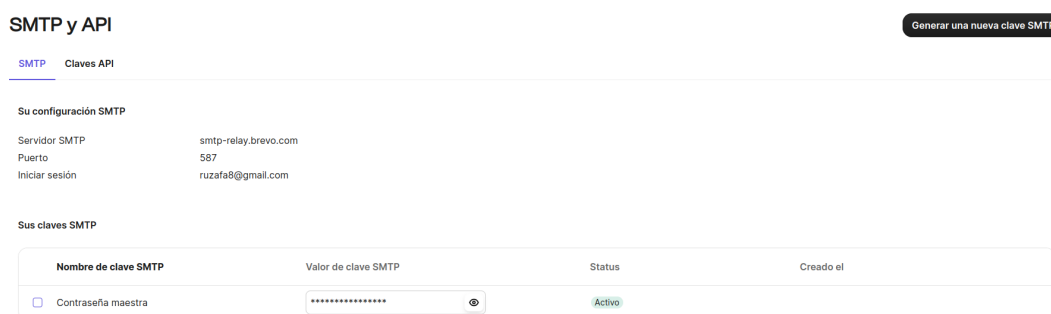 SMTP y API
Generar una nueva clave SMTP
SMTP Claves API
Su configuración SMTP
Servidor SMTP smtp-relay.brevo.com
Puerto 587
Iniciar sesión ruzafa8@gmail.com
Sus claves SMTP
Nombre de clave SMTP Valor de clave SMTP Status Creado el
Contraseña maestra **************** Activo